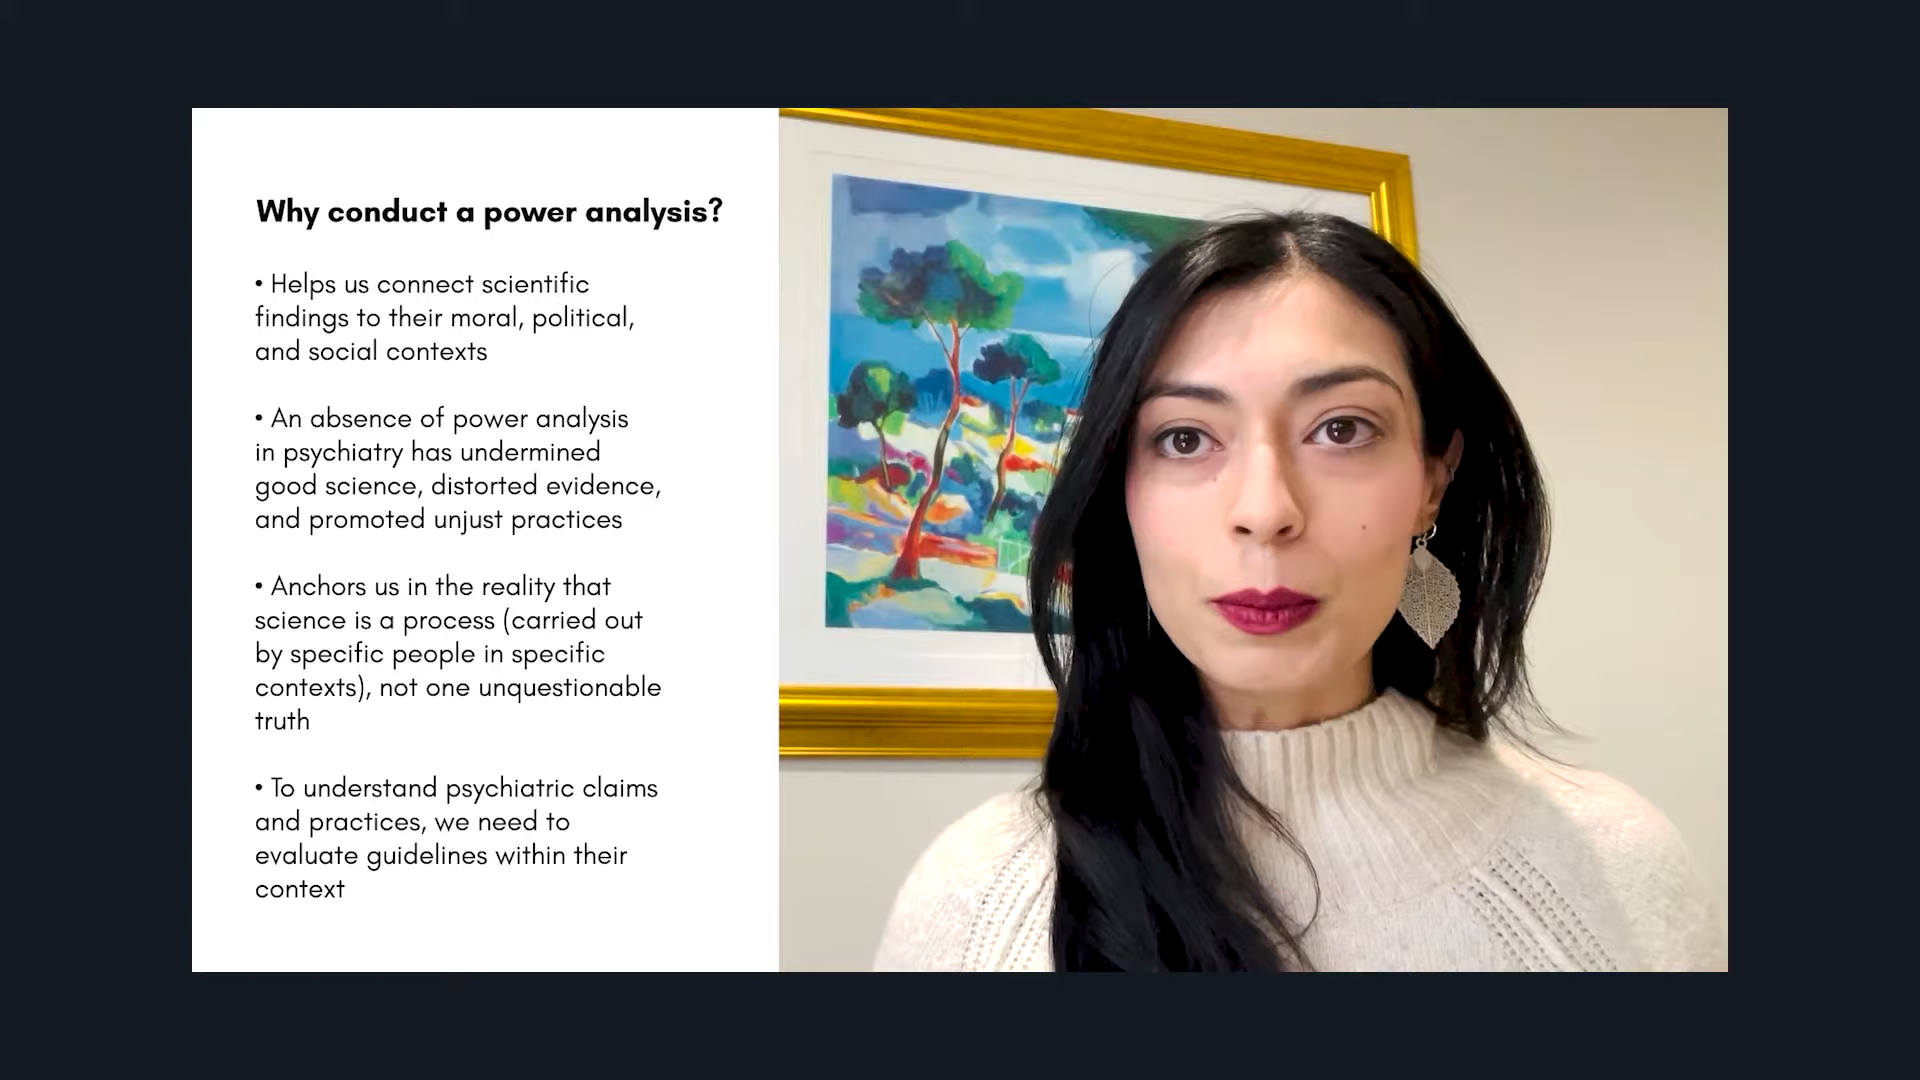 Why conduct a power analysis?
• Helps us connect scientific
findings to their moral, political,
and social contexts
• An absence of power analysis
in psychiatry has undermined
good science, distorted evidence,
and promoted unjust practices
• Anchors us in the reality that
science is a process (carried out
by specific people in specific
contexts), not one unquestionable
truth
• To understand psychiatric claims
and practices, we need to
evaluate guidelines within their
context